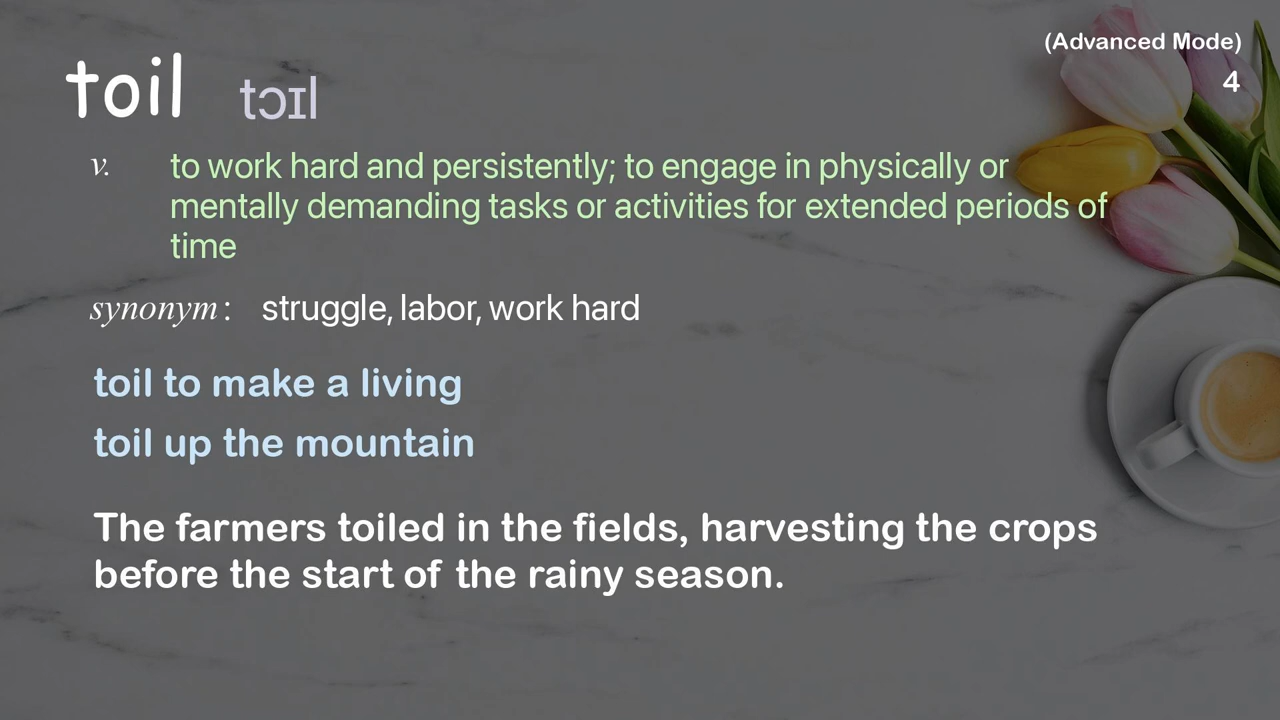 (Advanced Mode)
4
toil tɔɪl
v. to work hard and persistently; to engage in physically or
mentally demanding tasks or activities for extended periods of
time
synonym: struggle, labor, work hard
toil to make a living
toil up the mountain
The farmers toiled in the fields, harvesting the crops
before the start of the rainy season.